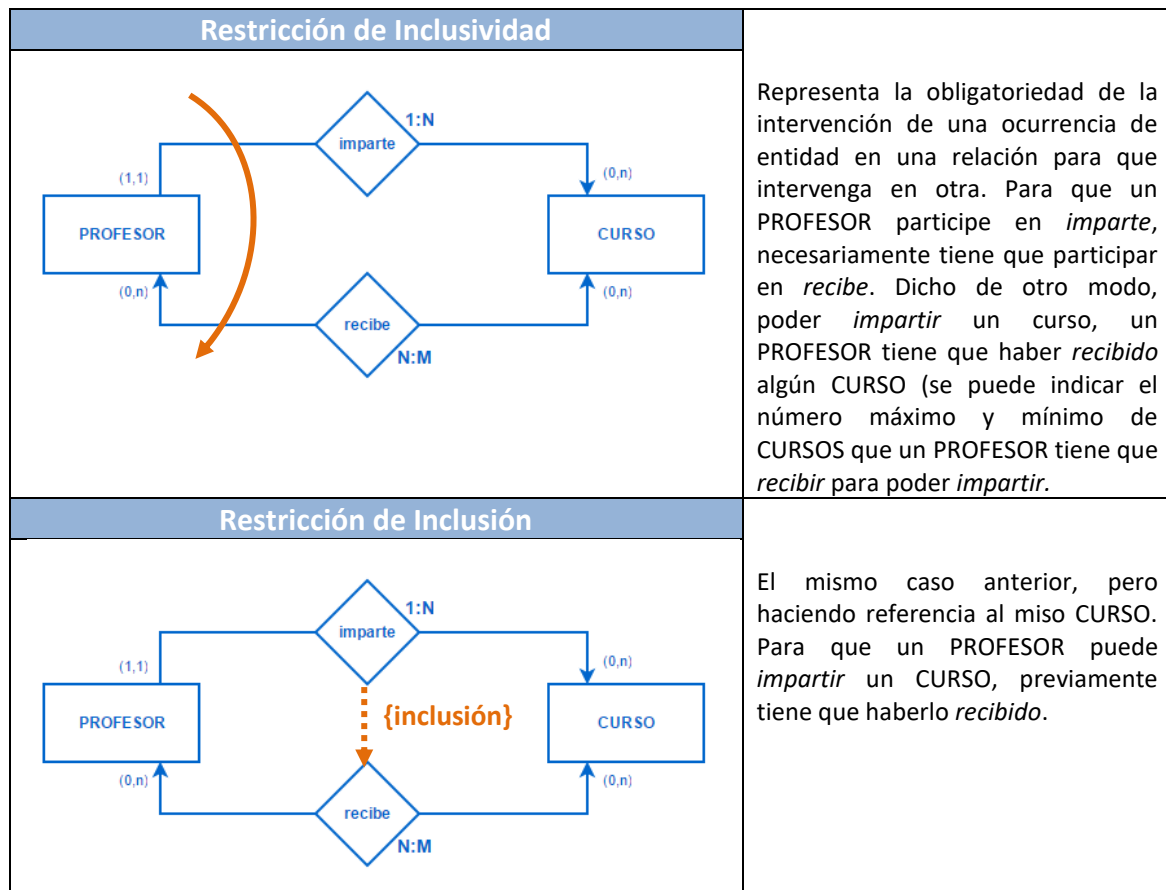 Restricción de Inclusividad
1:N
imparte
(1,1)
(0,n)
PROFESOR
CURSO
(0,n)
(0,n)
recibe
N:M
Representa la obligatoriedad de la
intervención de una ocurrencia de
entidad en una relación para que
intervenga en otra. Para que un
PROFESOR participe en imparte,
necesariamente tiene que participar
en recibe. Dicho de otro modo,
poder impartir un curso, un
PROFESOR tiene que haber recibido
algún CURSO (se puede indicar el
número máximo y mínimo de
CURSOS que un PROFESOR tiene que
recibir para poder impartir.
Restricción de Inclusión
1:N
imparte
(1,1)
(0,n)
PROFESOR
{inclusión}
CURSO
(0,n)
(0,n)
recibe
N:M
El mismo caso anterior, pero
haciendo referencia al miso CURSO.
Para que un PROFESOR puede
impartir un CURSO, previamente
tiene que haberlo recibido.